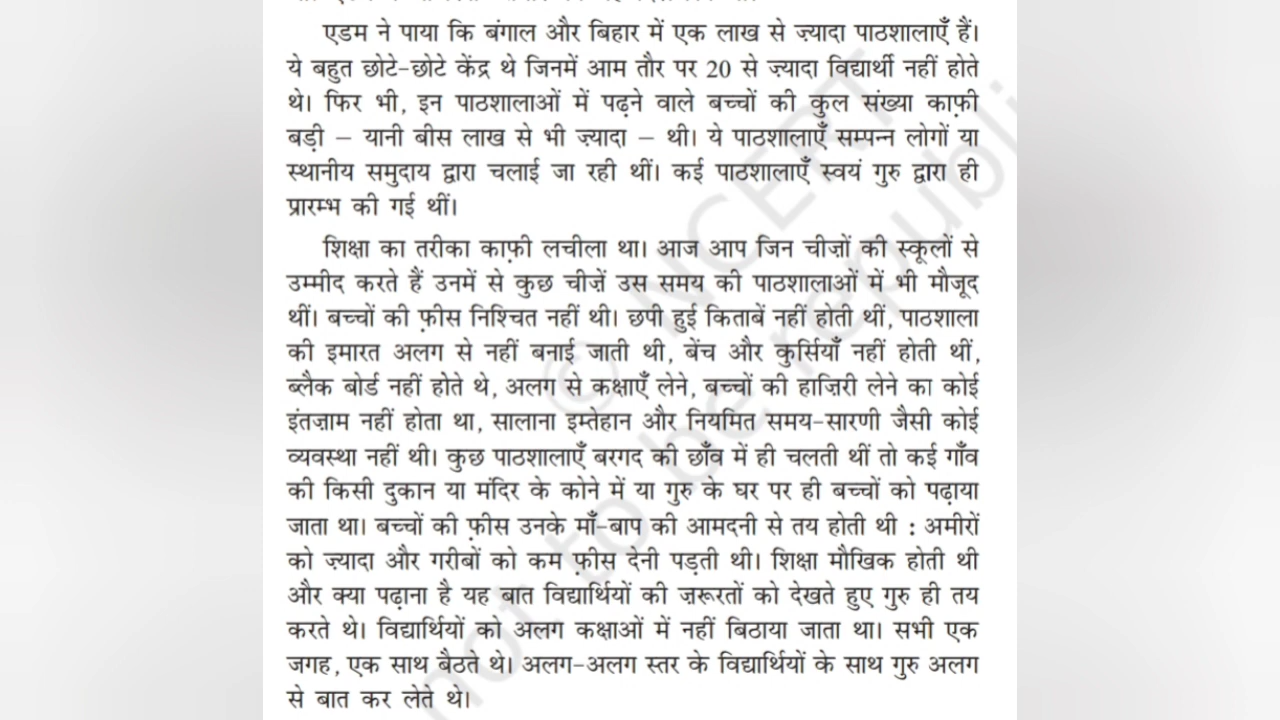 एडम ने पाया कि बंगाल और बिहार में एक लाख से ज़्यादा पाठशालाएँ हैं।
ये बहुत छोटे-छोटे केंद्र थे जिनमें आम तौर पर 20 से ज़्यादा विद्यार्थी नहीं होते
थे। फिर भी, इन पाठशालाओं में पढ़ने वाले बच्चों की कुल संख्या काफ़ी
बड़ी – यानी बीस लाख से भी ज़्यादा – थी। ये पाठशालाएँ सम्पन्न लोगों या
स्थानीय समुदाय द्वारा चलाई जा रही थीं। कई पाठशालाएँ स्वयं गुरु द्वारा ही
प्रारम्भ की गई थीं।
शिक्षा का तरीका काफ़ी लचीला था। आज आप जिन चीज़ों की स्कूलों से
उम्मीद करते हैं उनमें से कुछ चीज़ें उस समय की पाठशालाओं में भी मौजूद
थीं। बच्चों की फ़ीस निश्चित नहीं थी। छपी हुई किताबें नहीं होती थीं, पाठशाला
की इमारत अलग से नहीं बनाई जाती थी, बेंच और कुर्सियाँ नहीं होती थीं,
ब्लैक बोर्ड नहीं होते थे, अलग से कक्षाएँ लेने, बच्चों की हाज़िरी लेने का कोई
इंतज़ाम नहीं होता था, सालाना इम्तेहान और नियमित समय-सारणी जैसी कोई
व्यवस्था नहीं थी। कुछ पाठशालाएँ बरगद की छाँव में ही चलती थीं तो कई गाँव
की किसी दुकान या मंदिर के कोने में या गुरु के घर पर ही बच्चों को पढ़ाया
जाता था। बच्चों की फ़ीस उनके माँ-बाप की आमदनी से तय होती थी : अमीरों
को ज़्यादा और गरीबों को कम फ़ीस देनी पड़ती थी। शिक्षा मौखिक होती थी
और क्या पढ़ाना है यह बात विद्यार्थियों की ज़रूरतों को देखते हुए गुरु ही तय
करते थे। विद्यार्थियों को अलग कक्षाओं में नहीं बिठाया जाता था। सभी एक
जगह, एक साथ बैठते थे। अलग-अलग स्तर के विद्यार्थियों के साथ गुरु अलग
से बात कर लेते थे।
© NCERT
not to be republi